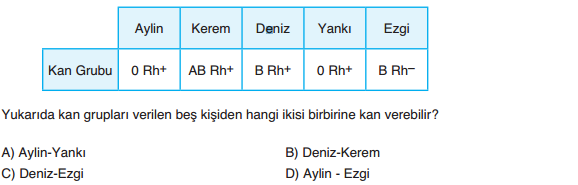 Aylin Kerem Deniz Yankı Ezgi
Kan Grubu 0 Rh+ AB Rh+ B Rh+ 0 Rh+ B Rh–
Yukarıda kan grupları verilen beş kişiden hangi ikisi birbirine kan verebilir?
A) Aylin-Yankı B) Deniz-Kerem
C) Deniz-Ezgi D) Aylin - Ezgi